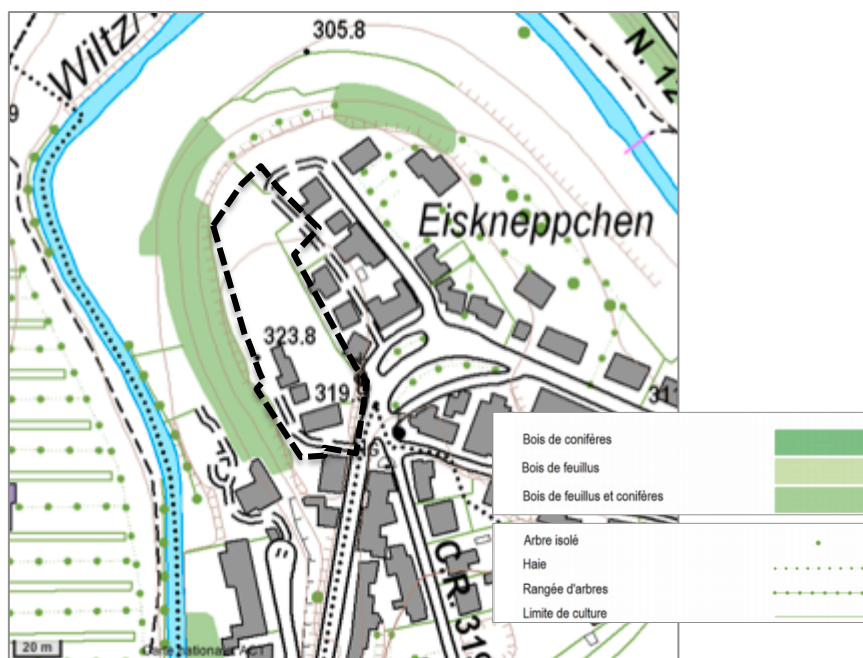 305.8
Wiltz
N. 12
9
Eiskneppchen
323.8
319.
311
C.R. 319
20 m
Carte nationale ACT
Bois de conifères
Bois de feuillus
Bois de feuillus et conifères
Arbre isolé
Haie
Rangée d'arbres
Limite de culture